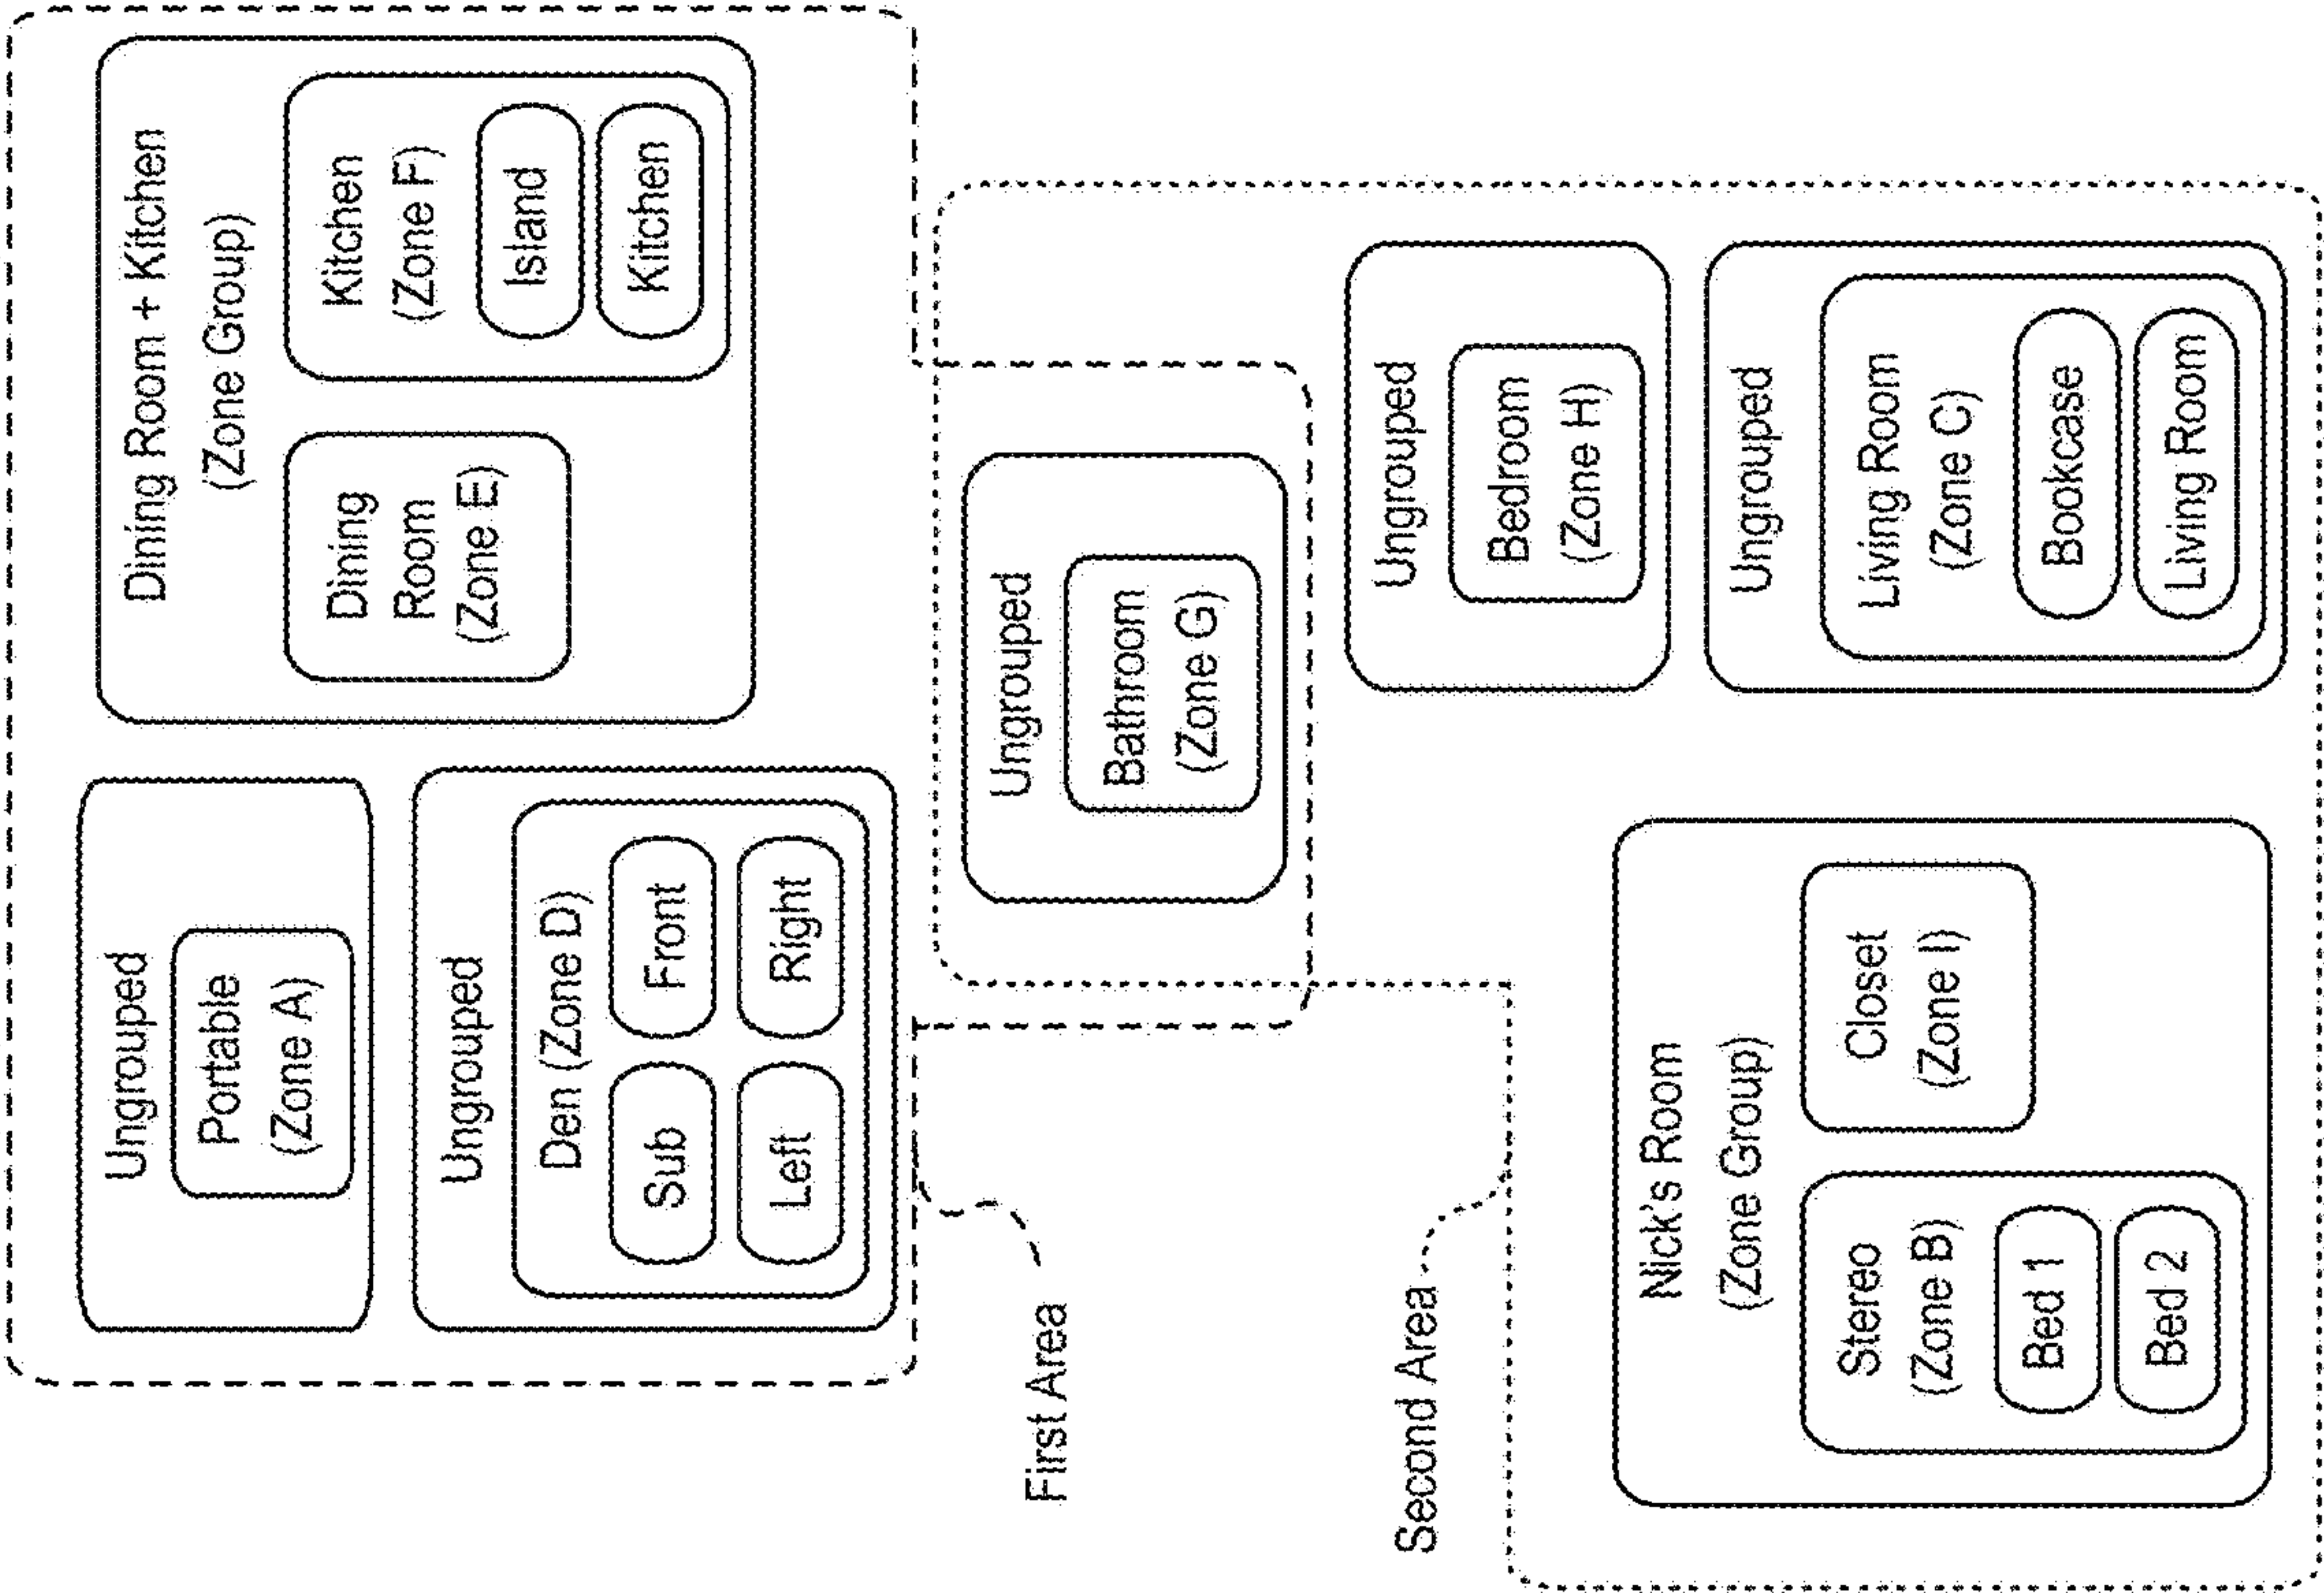 Ungrouped
Portable
(Zone A)
Dining Room + Kitchen
(Zone Group)
Dining
Room
(Zone E)
Kitchen
(Zone F)
Island
Kitchen
Ungrouped
Den (Zone D)
Sub
Front
Left
Right
First Area
Ungrouped
Bathroom
(Zone G)
Second Area
Ungrouped
Bedroom
(Zone H)
Nick's Room
(Zone Group)
Stereo
(Zone B)
Bed 1
Bed 2
Closet
(Zone I)
Ungrouped
Living Room
(Zone C)
Bookcase
Living Room